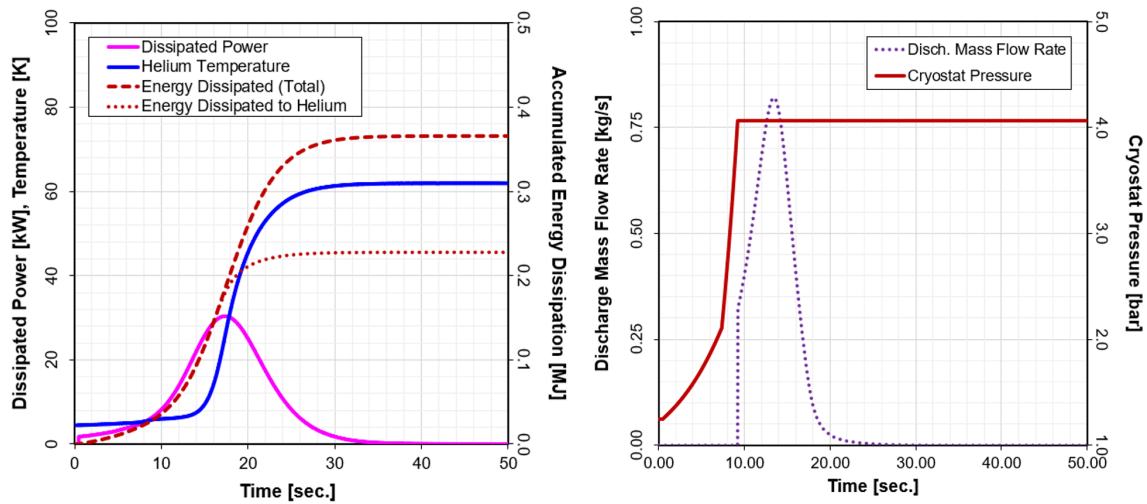 Dissipated Power [kW], Temperature [K]
100
80
60
40
20
0
Dissipated Power
Helium Temperature
Energy Dissipated (Total)
Energy Dissipated to Helium
0.5
0.4
0.3
0.2
0.1
0.0
Accumulated Energy Dissipation [MJ]
0
10
20
30
40
50
Time [sec.]
Discharge Mass Flow Rate [kg/s]
1.00
0.75
0.50
0.25
0.00
Disch. Mass Flow Rate
Cryostat Pressure
5.0
4.0
3.0
2.0
1.0
Cryostat Pressure [bar]
0.00
10.00
20.00
30.00
40.00
50.00
Time [sec.]